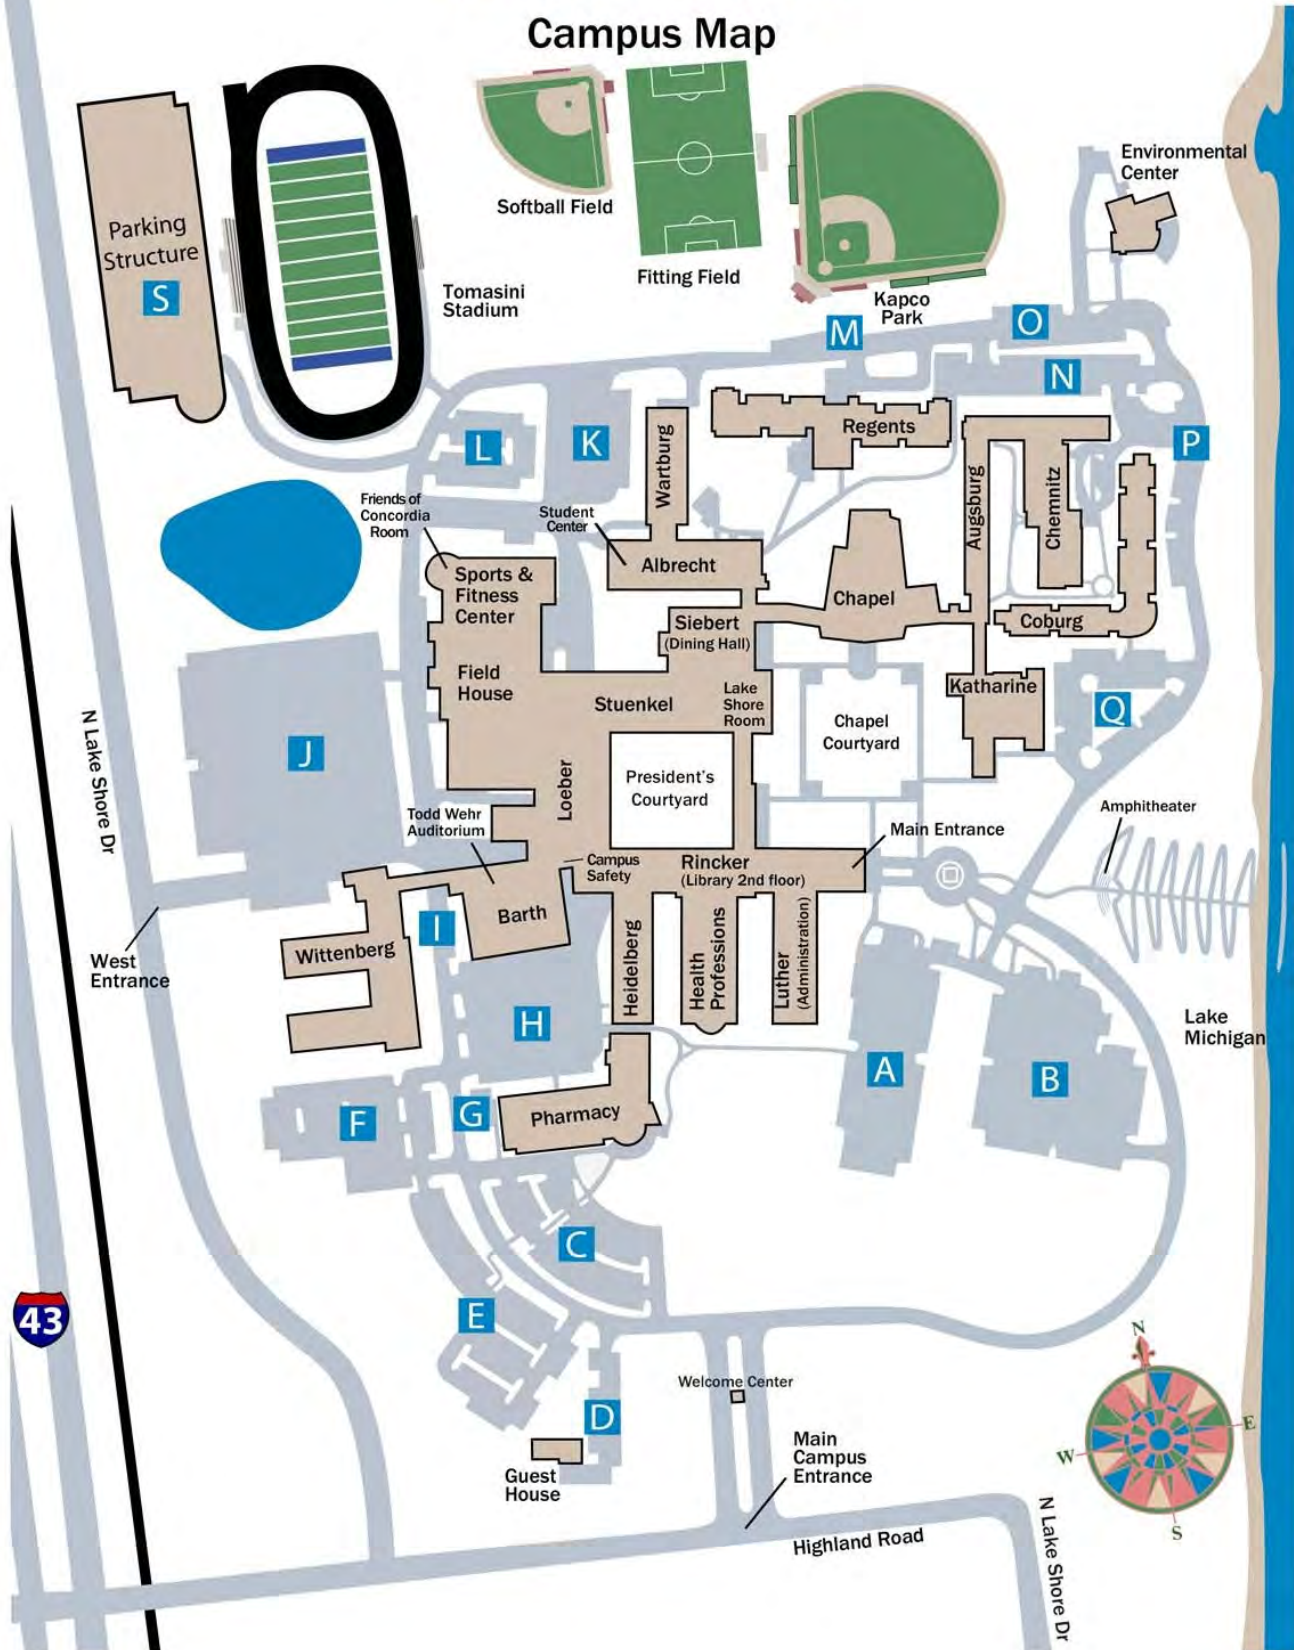 Campus Map
Parking
Structure
S
Softball Field
Fitting Field
Tomasini
Stadium
Kapco
Park
Environmental
Center
M
O
N
P
L
K
Wartburg
Regents
Augsburg
Chemnitz
Friends of
Concordia
Room
Student
Center
Albrecht
Sports &
Fitness
Center
Chapel
Siebert
(Dining Hall)
Coburg
Field
House
Stuenkel
Lake
Shore
Room
Katharine
Q
Chapel
Courtyard
N Lake Shore Dr
J
Loeber
President's
Courtyard
Todd Wehr
Auditorium
Amphitheater
Main Entrance
Campus
Safety
Rincker
(Library 2nd floor)
Barth
I
Wittenberg
West
Entrance
Heidelberg
Health
Professions
Luther
(Administration)
H
Lake
Michigan
A
B
F
G
Pharmacy
C
E
43
D
Welcome Center
Guest
House
Main
Campus
Entrance
Highland Road
N Lake Shore Dr
N
E
W
S